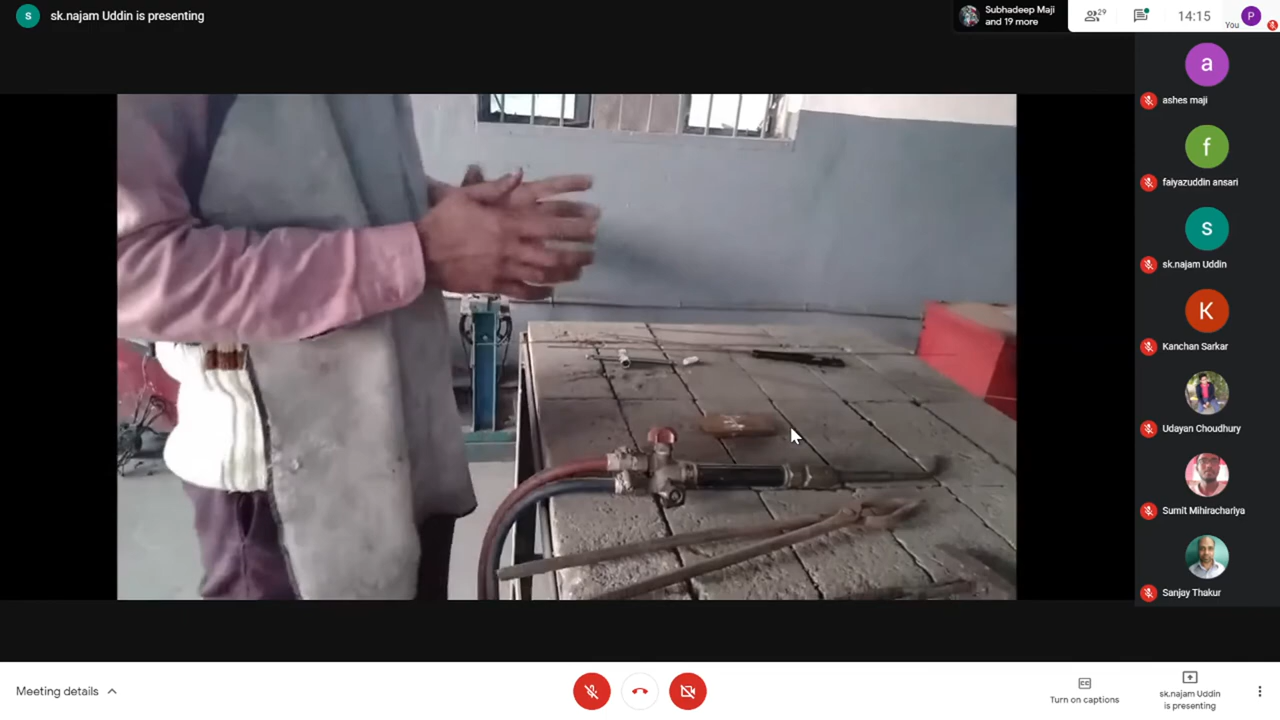 s
sk.najam Uddin is presenting
Subhadeep Maji
and 19 more
29
14:15
You
P
a
ashes maji
f
faiyazuddin ansari
s
sk.najam Uddin
K
Kanchan Sarkar
Udayan Choudhury
Sumit Mihirachariya
Sanjay Thakur
Meeting details
CC
Turn on captions
sk.najam Uddin
is presenting